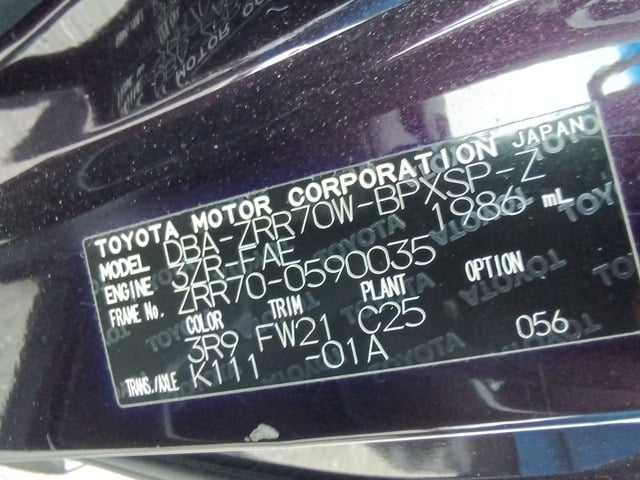 TOYOTA MOTOR CORPORATION JAPAN
MODEL DBA-ZRR70W-BPXSP-Z
ENGINE 3ZR-FAE 1986 mL
FRAME No. ZRR70-0590035
COLOR TRIM PLANT OPTION
3R9 FW21 C25 056
TRANS./AXLE K111 -01A